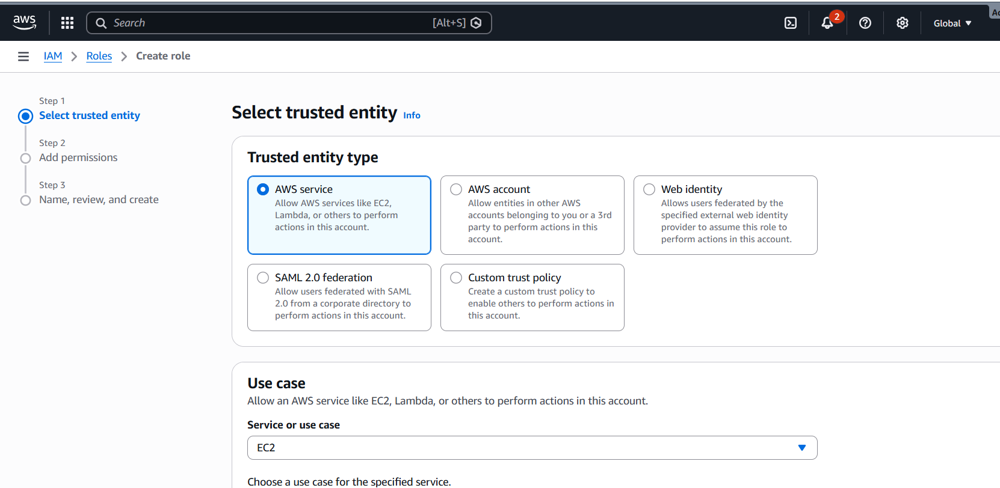 aws
Search [Alt+S]
2
Global
IAM
Roles
Create role
Step 1
Select trusted entity
Step 2
Add permissions
Step 3
Name, review, and create
Select trusted entity Info
Trusted entity type
AWS service
Allow AWS services like EC2,
Lambda, or others to perform
actions in this account.
AWS account
Allow entities in other AWS
accounts belonging to you or a 3rd
party to perform actions in this
account.
Web identity
Allows users federated by the
specified external web identity
provider to assume this role to
perform actions in this account.
SAML 2.0 federation
Allow users federated with SAML
2.0 from a corporate directory to
perform actions in this account.
Custom trust policy
Create a custom trust policy to
enable others to perform actions in
this account.
Use case
Allow an AWS service like EC2, Lambda, or others to perform actions in this account.
Service or use case
EC2
Choose a use case for the specified service.